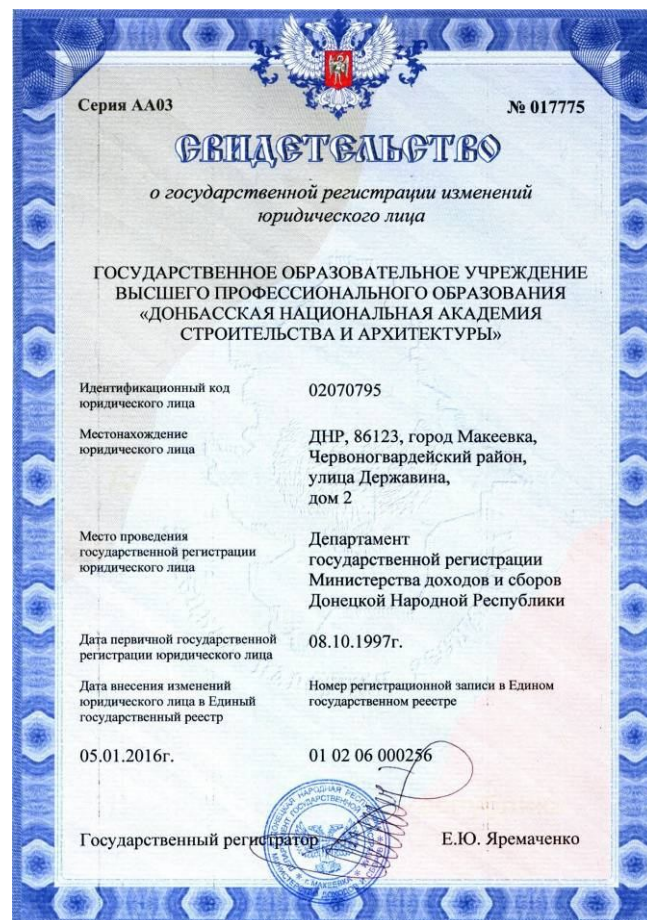 Серия АА03 № 017775
СВИДЕТЕЛЬСТВО
о государственной регистрации изменений
юридического лица
ГОСУДАРСТВЕННОЕ ОБРАЗОВАТЕЛЬНОЕ УЧРЕЖДЕНИЕ
ВЫСШЕГО ПРОФЕССИОНАЛЬНОГО ОБРАЗОВАНИЯ
«ДОНБАССКАЯ НАЦИОНАЛЬНАЯ АКАДЕМИЯ
СТРОИТЕЛЬСТВА И АРХИТЕКТУРЫ»
Идентификационный код
юридического лица
02070795
Местонахождение
юридического лица
ДНР, 86123, город Макеевка,
Червоногвардейский район,
улица Державина,
дом 2
Место проведения
государственной регистрации
юридического лица
Департамент
государственной регистрации
Министерства доходов и сборов
Донецкой Народной Республики
Дата первичной государственной
регистрации юридического лица
08.10.1997г.
Дата внесения изменений
юридического лица в Единый
государственный реестр
Номер регистрационной записи в Едином
государственном реестре
05.01.2016г.
01 02 06 000256
Государственный регистратор Е.Ю. Яремаченко